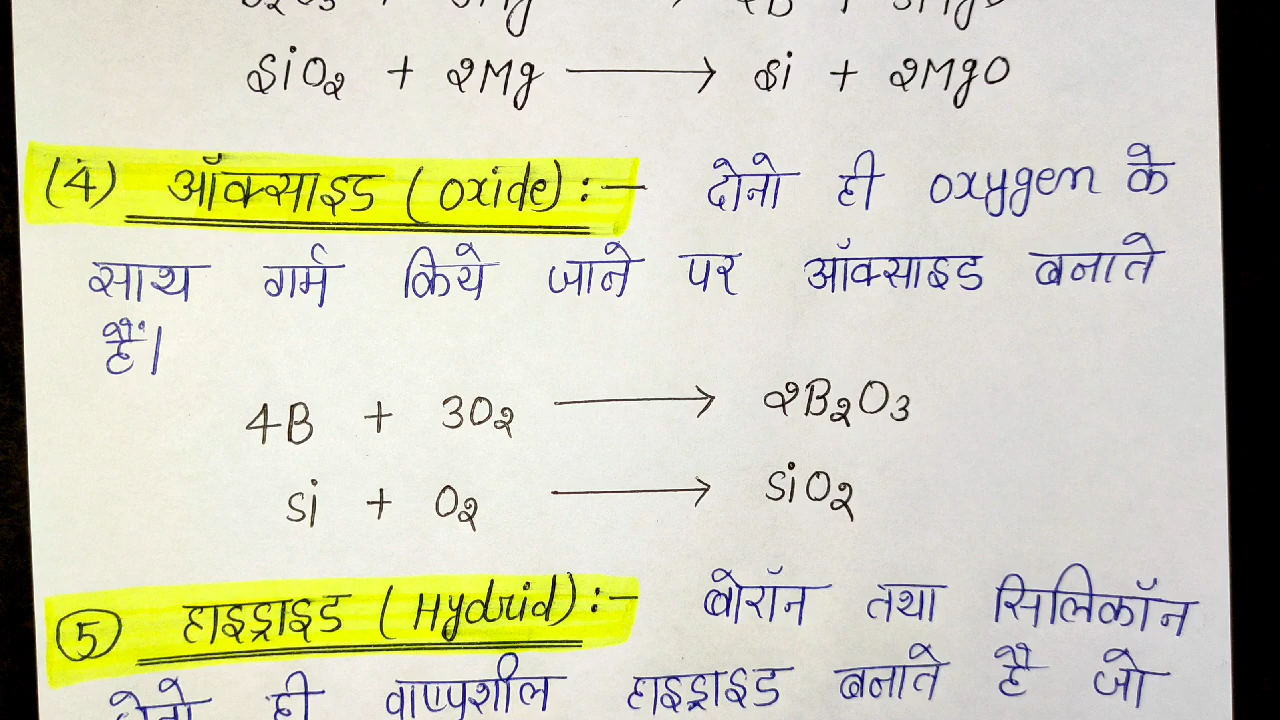 SiO₂ + 2Mg ⟶ Si + 2MgO
(4) ऑक्साइड (oxide) :– दोनो ही oxygen के
साथ गर्म किये जाने पर ऑक्साइड बनाते
हैं।
4B + 3O₂ ⟶ 2B₂O₃
Si + O₂ ⟶ SiO₂
⑤ हाइड्राइड (Hydrid) :– बोरॉन तथा सिलिकॉन
ही वाष्पशील हाइड्राइड बनाते है जो